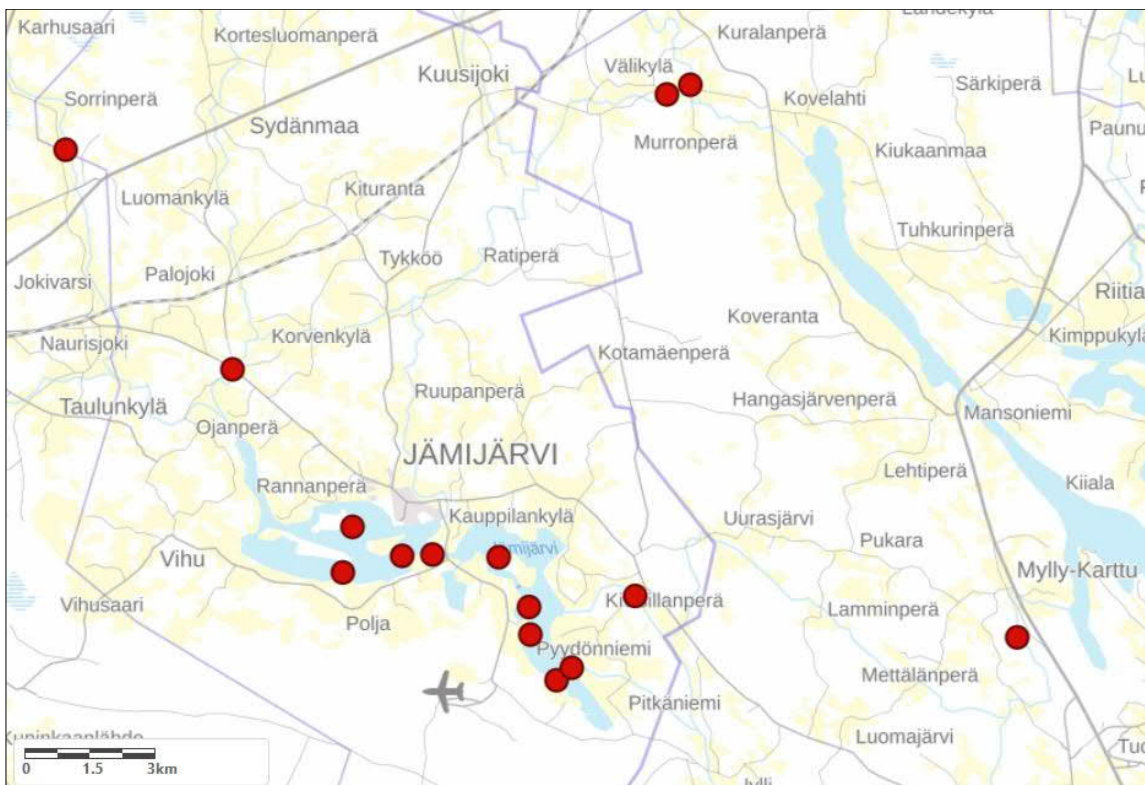 Karhusaari
Kortesluomanperä
Kuralanperä
Kuusijoki
Välikylä
Särkiperä
Sorrinperä
Kovelahti
Sydänmaa
Murronperä
Kiukaanmaa
Kituranta
Luomankylä
Tuhkurinperä
Tykköö
Ratiperä
Palojoki
Jokivarsi
Koveranta
Korvenkylä
Kimppukylä
Naurisjoki
Kotamäenperä
Ruupanperä
Hangasjärvenperä
Taulunkylä
Mansoniemi
Ojanperä
JÄMIJÄRVI
Lehtiperä
Rannanperä
Kiiala
Kauppilankylä
Uurasjärvi
Pukara
Jämijärvi
Vihu
Mylly-Karttu
Vihusaari
Lamminperä
Polja
Pyydönniemi
Mettälänperä
Pitkäniemi
Luomajärvi
0 1.5 3km